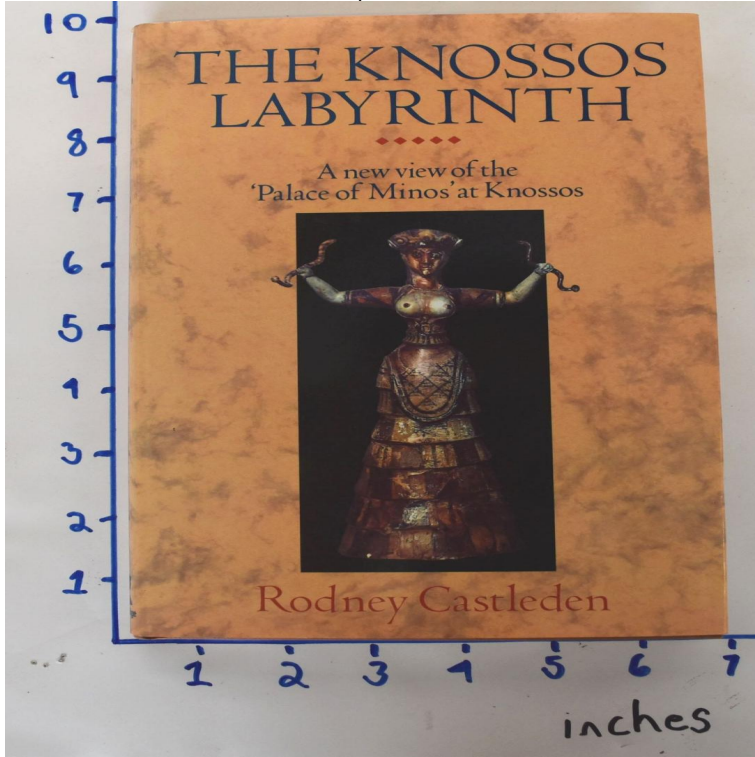 THE KNOSSOS
LABYRINTH
A new view of the
'Palace of Minos' at Knossos
Rodney Castleden
10
9
8
7
6
5
4
3
2
1
1 2 3 4 5 6 7
inches